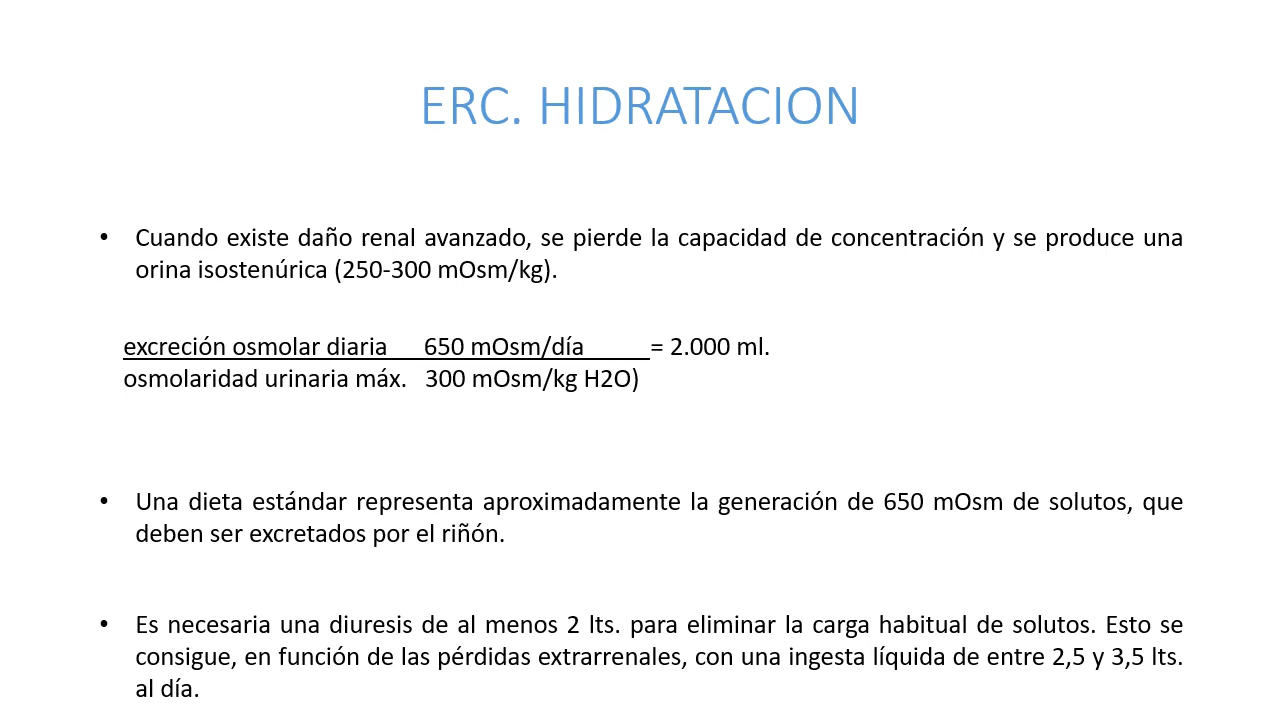 ERC. HIDRATACION
• Cuando existe daño renal avanzado, se pierde la capacidad de concentración y se produce una
orina isostenúrica (250-300 mOsm/kg).
excreción osmolar diaria 650 mOsm/día = 2.000 ml.
osmolaridad urinaria máx. 300 mOsm/kg H2O)
• Una dieta estándar representa aproximadamente la generación de 650 mOsm de solutos, que
deben ser excretados por el riñón.
• Es necesaria una diuresis de al menos 2 lts. para eliminar la carga habitual de solutos. Esto se
consigue, en función de las pérdidas extrarrenales, con una ingesta líquida de entre 2,5 y 3,5 lts.
al día.